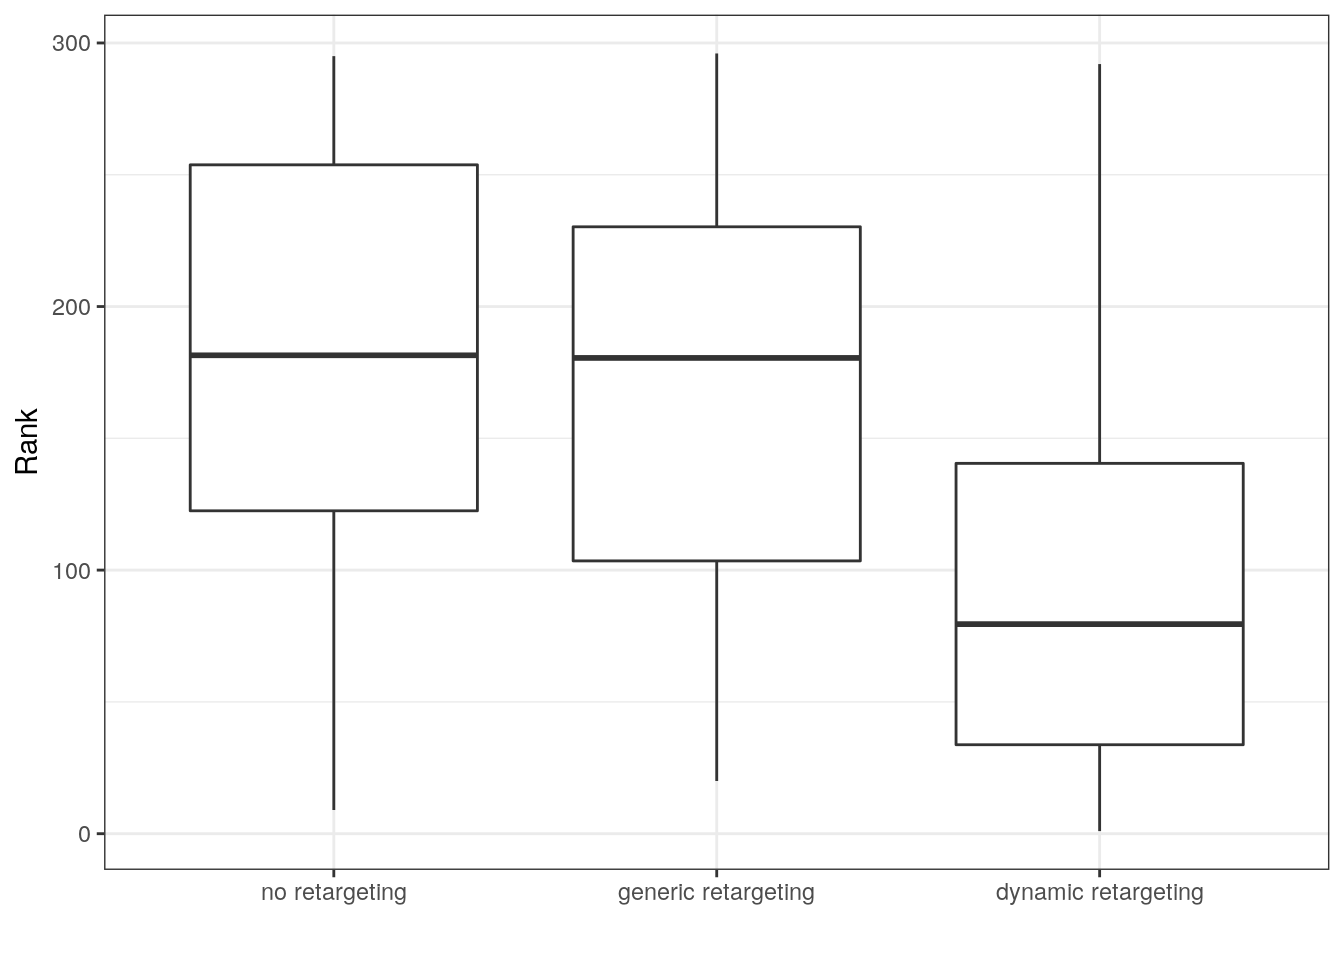 300
200
100
0
Rank
no retargeting
generic retargeting
dynamic retargeting